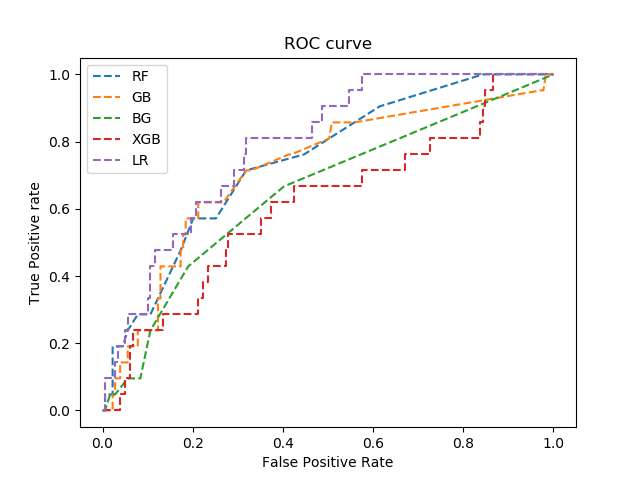 ROC curve
RF
GB
BG
XGB
LR
True Positive rate
1.0
0.8
0.6
0.4
0.2
0.0
0.0 0.2 0.4 0.6 0.8 1.0
False Positive Rate